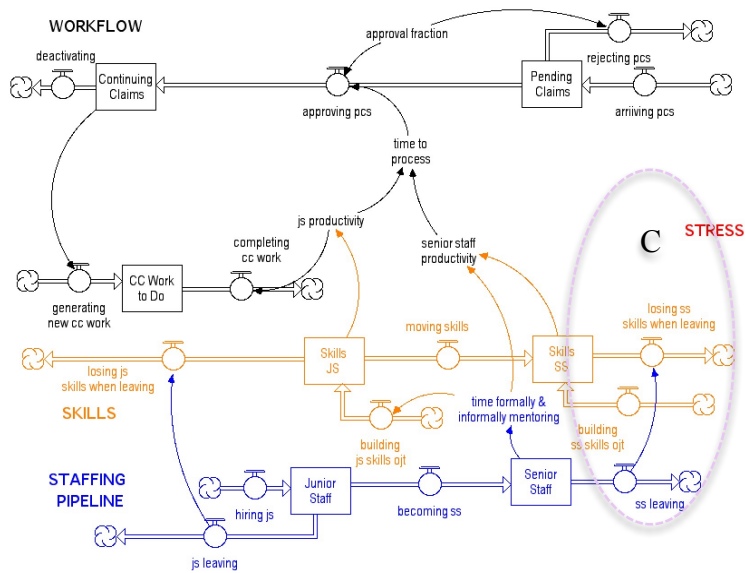 WORKFLOW
approval fraction
deactivating
rejecting pcs
Continuing
Claims
Pending
Claims
approving pcs
arriiving pcs
time to
process
js productivity
senior staff
productivity
completing
cc work
C
STRESS
CC Work
to Do
generating
new cc work
moving skills
losing ss
skills when leaving
Skills
JS
Skills
SS
losing js
skills when leaving
SKILLS
time formally &
informally mentoring
building
js skills ojt
building
ss skills ojt
STAFFING
PIPELINE
Junior
Staff
Senior
Staff
hiring js
becoming ss
ss leaving
js leaving